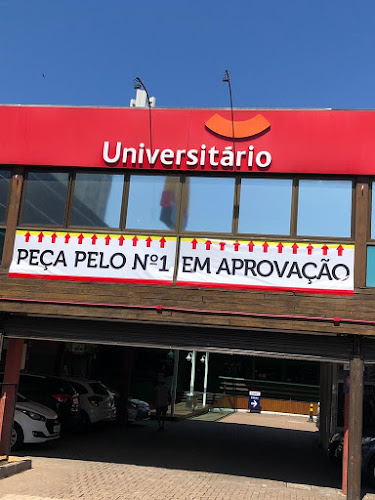 Universitário
PEÇA PELO Nº1 EM APROVAÇÃO